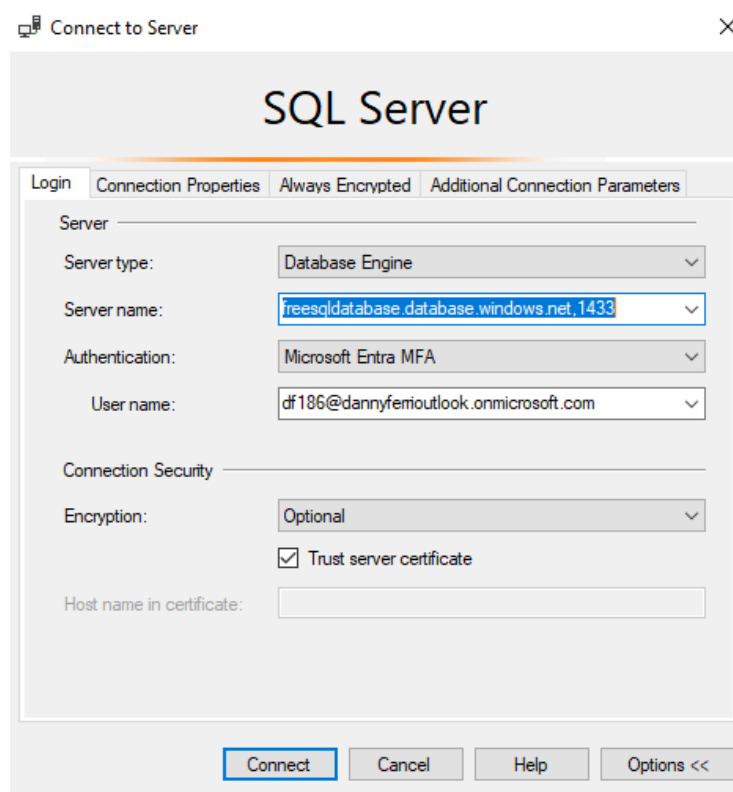 Connect to Server
SQL Server
Login Connection Properties Always Encrypted Additional Connection Parameters
Server
Server type: Database Engine
Server name: freesqldatabase.database.windows.net,1433
Authentication: Microsoft Entra MFA
User name: df186@dannyferrioutlook.onmicrosoft.com
Connection Security
Encryption: Optional
Trust server certificate
Host name in certificate:
Connect Cancel Help Options <<